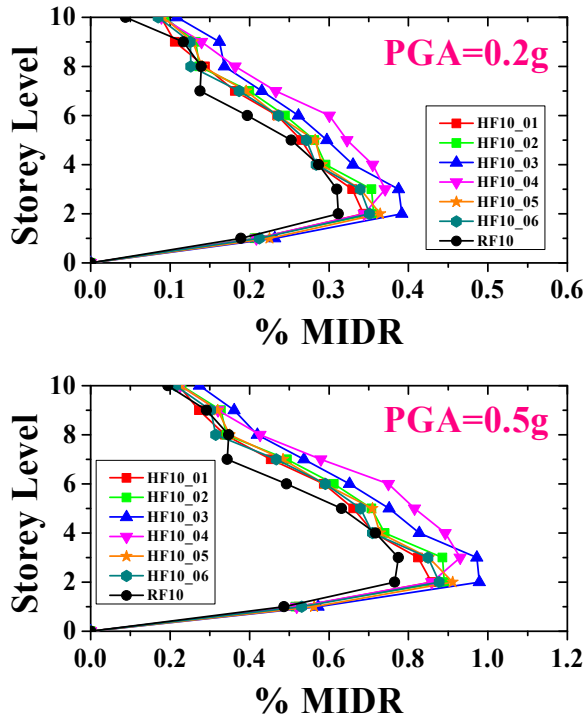 10
8
6
4
2
0
Storey Level
PGA=0.2g
HF10_01
HF10_02
HF10_03
HF10_04
HF10_05
HF10_06
RF10
0.0 0.1 0.2 0.3 0.4 0.5 0.6
% MIDR
10
8
6
4
2
0
Storey Level
PGA=0.5g
HF10_01
HF10_02
HF10_03
HF10_04
HF10_05
HF10_06
RF10
0.0 0.2 0.4 0.6 0.8 1.0 1.2
% MIDR